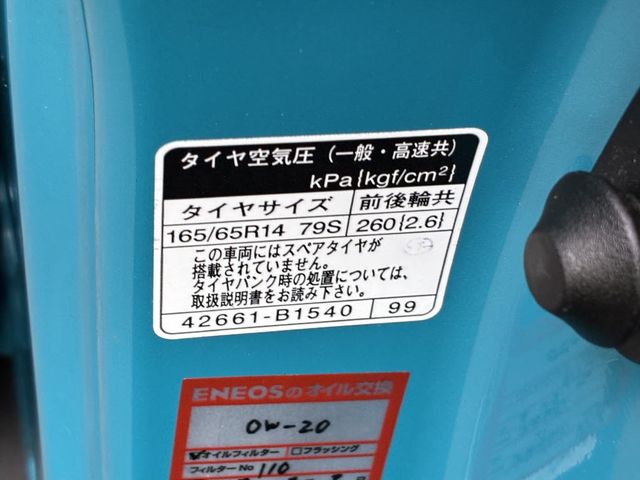 タイヤ空気圧（一般・高速共）
kPa{kgf/cm²}
タイヤサイズ 前後輪共
165/65R14 79S 260{2.6}
この車両にはスペアタイヤが
搭載されていません。
タイヤパンク時の処置については、
取扱説明書をお読み下さい。
42661-B1540 99
ENEOSのオイル交換
0W-20
オイルフィルター フラッシング
フィルターNo 110